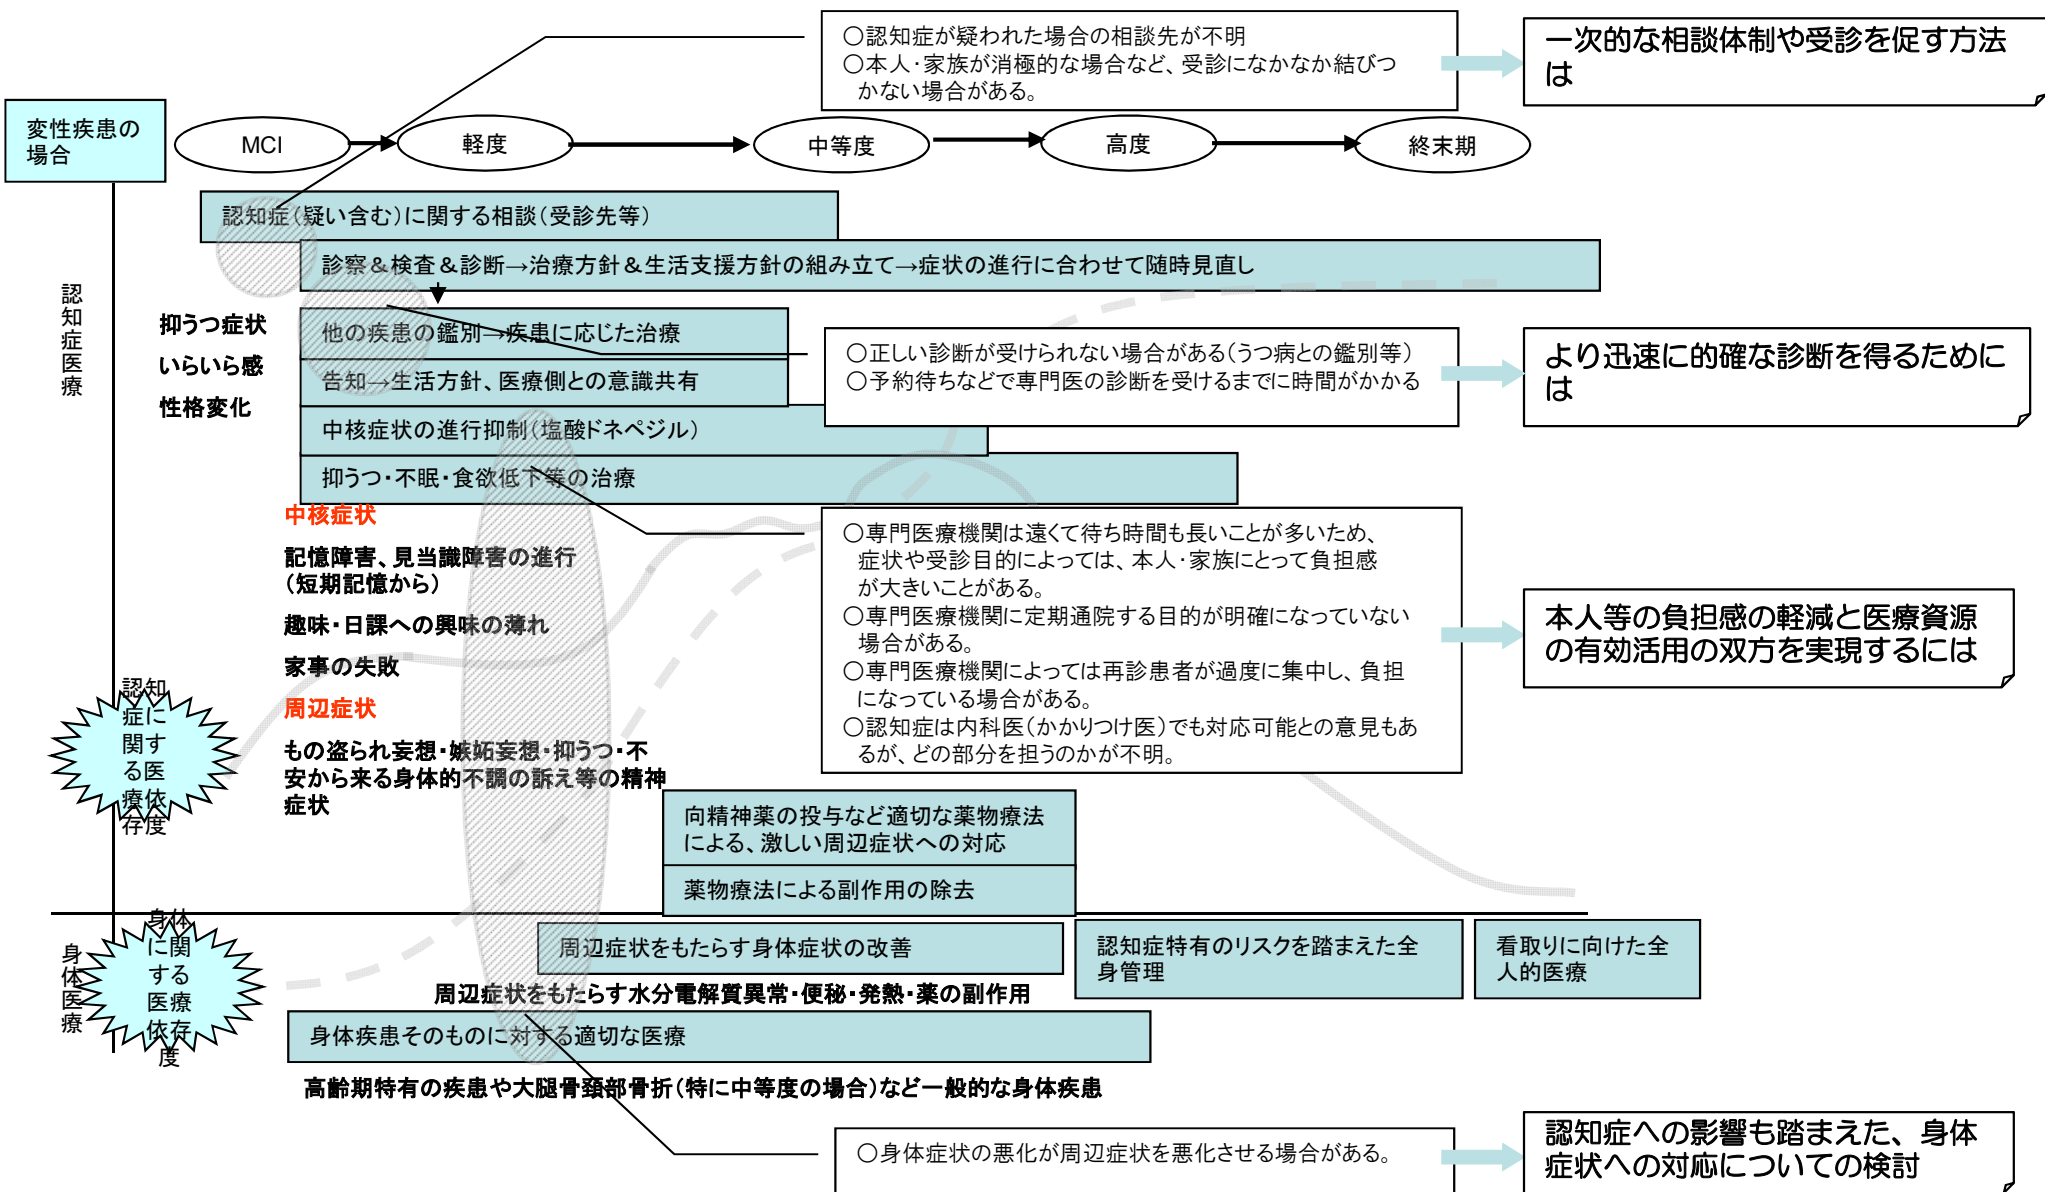 ○認知症が疑われた場合の相談先が不明
○本人・家族が消極的な場合など、受診になかなか結びつ
かない場合がある。
一次的な相談体制や受診を促す方法
は
変性疾患の
場合
MCI
軽度
中等度
高度
終末期
認知症(疑い含む)に関する相談(受診先等)
診察&検査&診断→治療方針&生活支援方針の組み立て→症状の進行に合わせて随時見直し
認知症医療
抑うつ症状
いらいら感
性格変化
他の疾患の鑑別→疾患に応じた治療
告知→生活方針、医療側との意識共有
中核症状の進行抑制(塩酸ドネペジル)
抑うつ・不眠・食欲低下等の治療
○正しい診断が受けられない場合がある(うつ病との鑑別等)
○予約待ちなどで専門医の診断を受けるまでに時間がかかる
より迅速に的確な診断を得るために
は
中核症状
記憶障害、見当識障害の進行
(短期記憶から)
趣味・日課への興味の薄れ
家事の失敗
周辺症状
もの盗られ妄想・嫉妬妄想・抑うつ・不
安から来る身体的不調の訴え等の精神
症状
○専門医療機関は遠くて待ち時間も長いことが多いため、
症状や受診目的によっては、本人・家族にとって負担感
が大きいことがある。
○専門医療機関に定期通院する目的が明確になっていない
場合がある。
○専門医療機関によっては再診患者が過度に集中し、負担
になっている場合がある。
○認知症は内科医(かかりつけ医)でも対応可能との意見もあ
るが、どの部分を担うのかが不明。
本人等の負担感の軽減と医療資源
の有効活用の双方を実現するには
認知
症に
関す
る医
療依
存度
向精神薬の投与など適切な薬物療法
による、激しい周辺症状への対応
薬物療法による副作用の除去
身体医療
身体
に関
する
医療
依存
度
周辺症状をもたらす身体症状の改善
認知症特有のリスクを踏まえた全
身管理
看取りに向けた全
人的医療
周辺症状をもたらす水分電解質異常・便秘・発熱・薬の副作用
身体疾患そのものに対する適切な医療
高齢期特有の疾患や大腿骨頚部骨折(特に中等度の場合)など一般的な身体疾患
○身体症状の悪化が周辺症状を悪化させる場合がある。
認知症への影響も踏まえた、身体
症状への対応についての検討